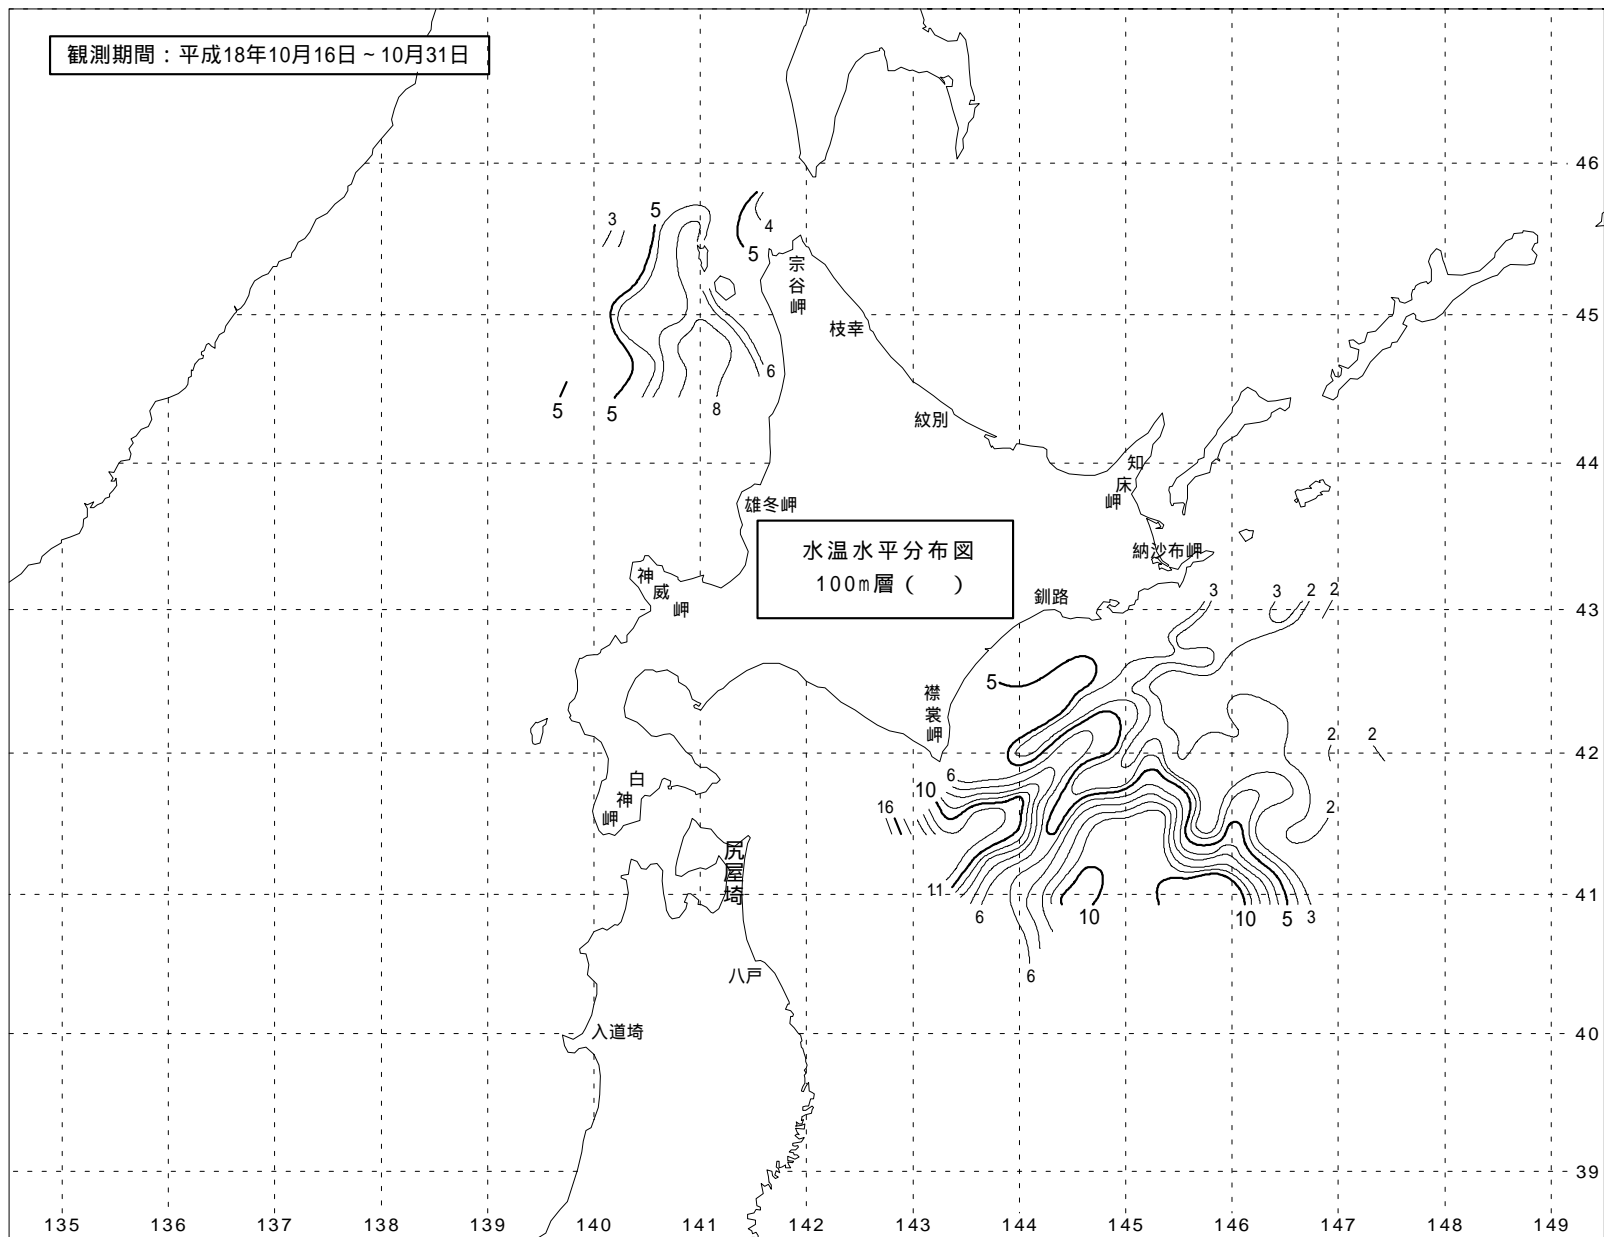 観測期間：平成18年10月16日～10月31日
46
3
5
4
5
宗谷岬
45
枝幸
6
5
5
8
紋別
44
知床岬
雄冬岬
水温水平分布図
100m層（　）
納沙布岬
神威岬
釧路
3
3
2
2
43
5
襟裳岬
2
2
42
白神岬
6
10
16
2
尻屋埼
11
6
10
10
5
3
41
八戸
6
入道埼
40
39
135 136 137 138 139 140 141 142 143 144 145 146 147 148 149